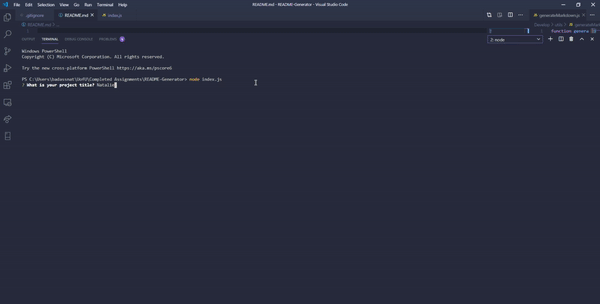 File Edit Selection View Go Run Terminal Help
README.md - README-Generator - Visual Studio Code
.gitignore README.md index.js generateMarkdown.js
README.md > ...
Develop > utils > generateMar
1
function genera
OUTPUT TERMINAL DEBUG CONSOLE PROBLEMS
2: node
Windows PowerShell
Copyright (C) Microsoft Corporation. All rights reserved.
Try the new cross-platform PowerShell https://aka.ms/pscore6
PS C:\Users\
\Completed Assignments\README-Generator> node index.js
? What is your project title? Natalie